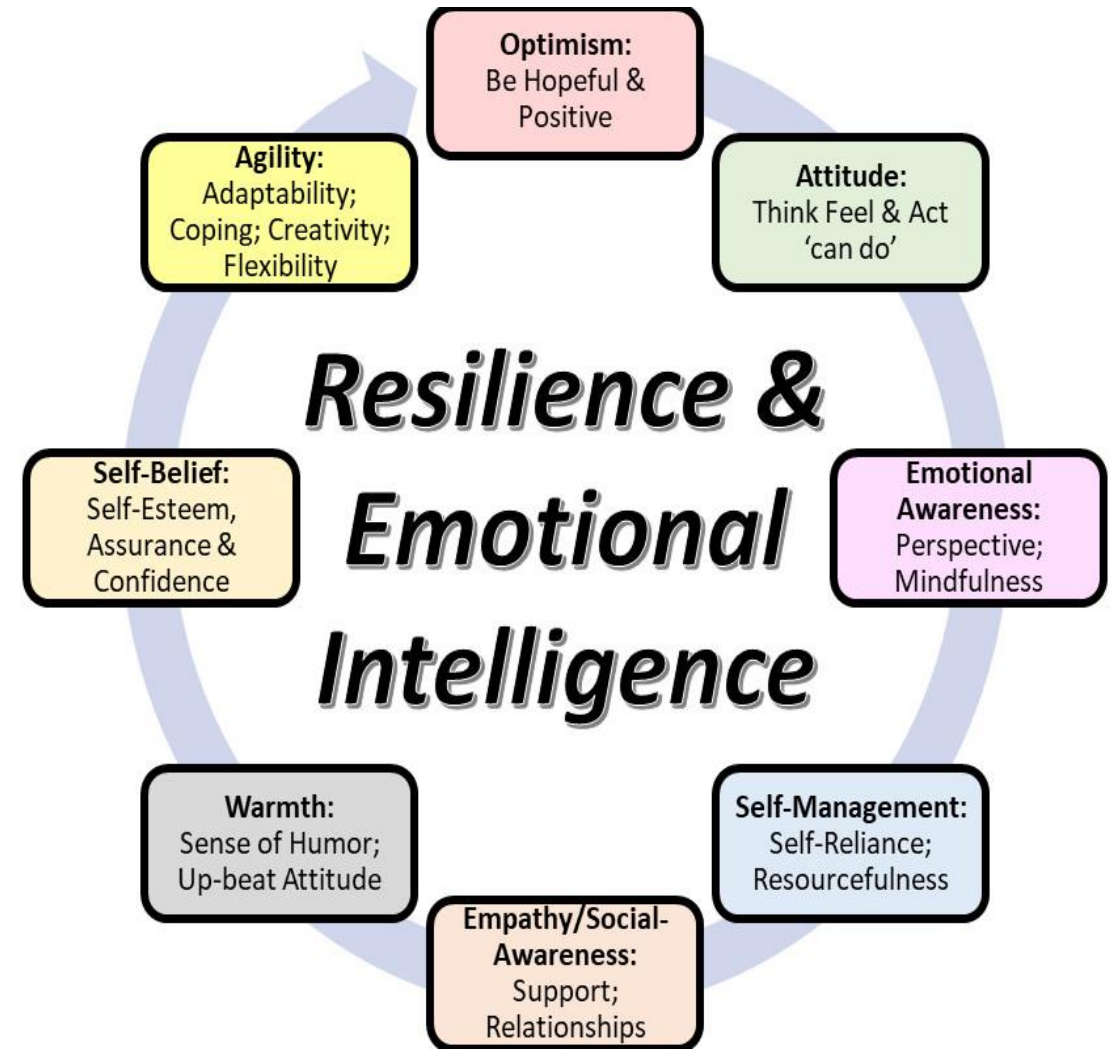 Optimism:
Be Hopeful &
Positive
Attitude:
Think Feel & Act
‘can do’
Emotional
Awareness:
Perspective;
Mindfulness
Self-Management:
Self-Reliance;
Resourcefulness
Empathy/Social-
Awareness:
Support;
Relationships
Warmth:
Sense of Humor;
Up-beat Attitude
Self-Belief:
Self-Esteem,
Assurance &
Confidence
Agility:
Adaptability;
Coping; Creativity;
Flexibility
Resilience &
Emotional
Intelligence